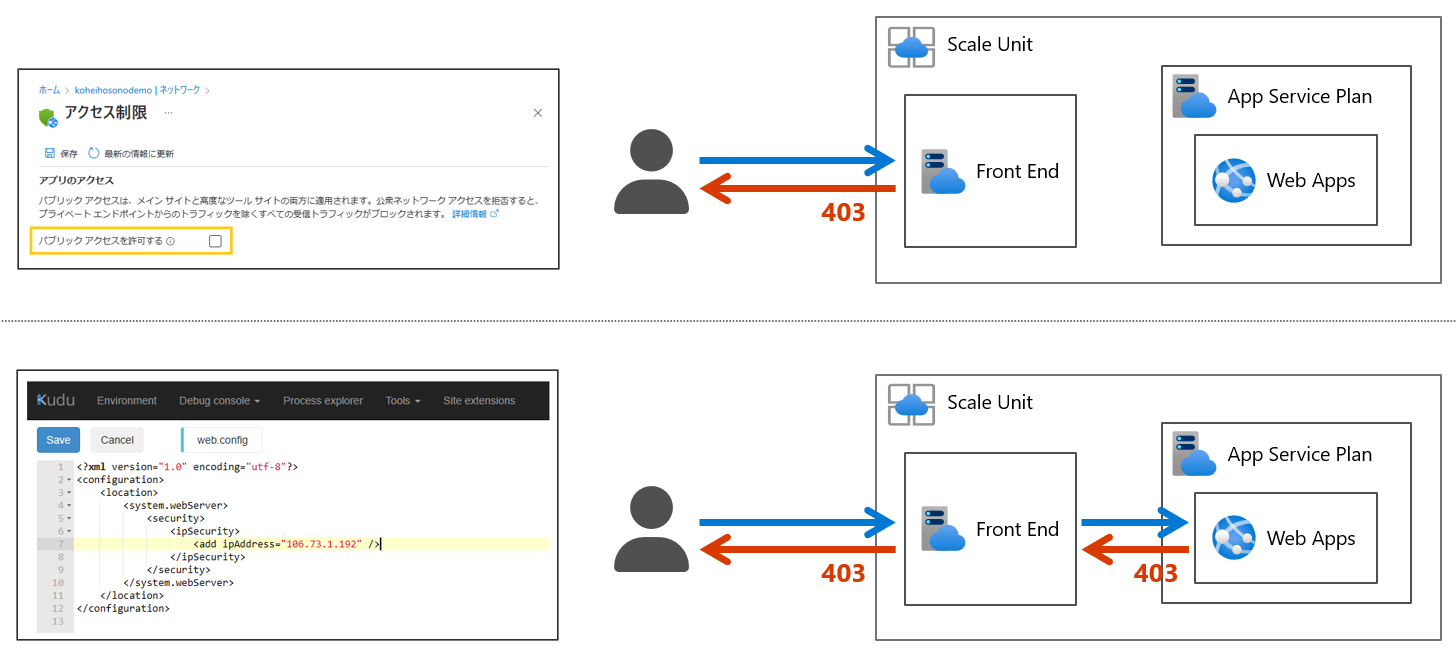 ホーム > koheihosonodemo | ネットワーク >
アクセス制限 ...
保存 最新の情報に更新
アプリのアクセス
パブリック アクセスは、メイン サイトと高度なツール サイトの両方に適用されます。公衆ネットワーク アクセスを拒否すると、
プライベート エンドポイントからのトラフィックを除くすべての受信トラフィックがブロックされます。 詳細情報
パブリック アクセスを許可する
403
Scale Unit
Front End
App Service Plan
Web Apps
Kudu Environment Debug console Process explorer Tools Site extensions
Save Cancel web.config
1 <?xml version="1.0" encoding="utf-8"?>
2 <configuration>
3 <location>
4 <system.webServer>
5 <security>
6 <ipSecurity>
7 <add ipAddress="106.73.1.192" />
8 </ipSecurity>
9 </security>
10 </system.webServer>
11 </location>
12 </configuration>
13
403
Scale Unit
Front End
403
App Service Plan
Web Apps